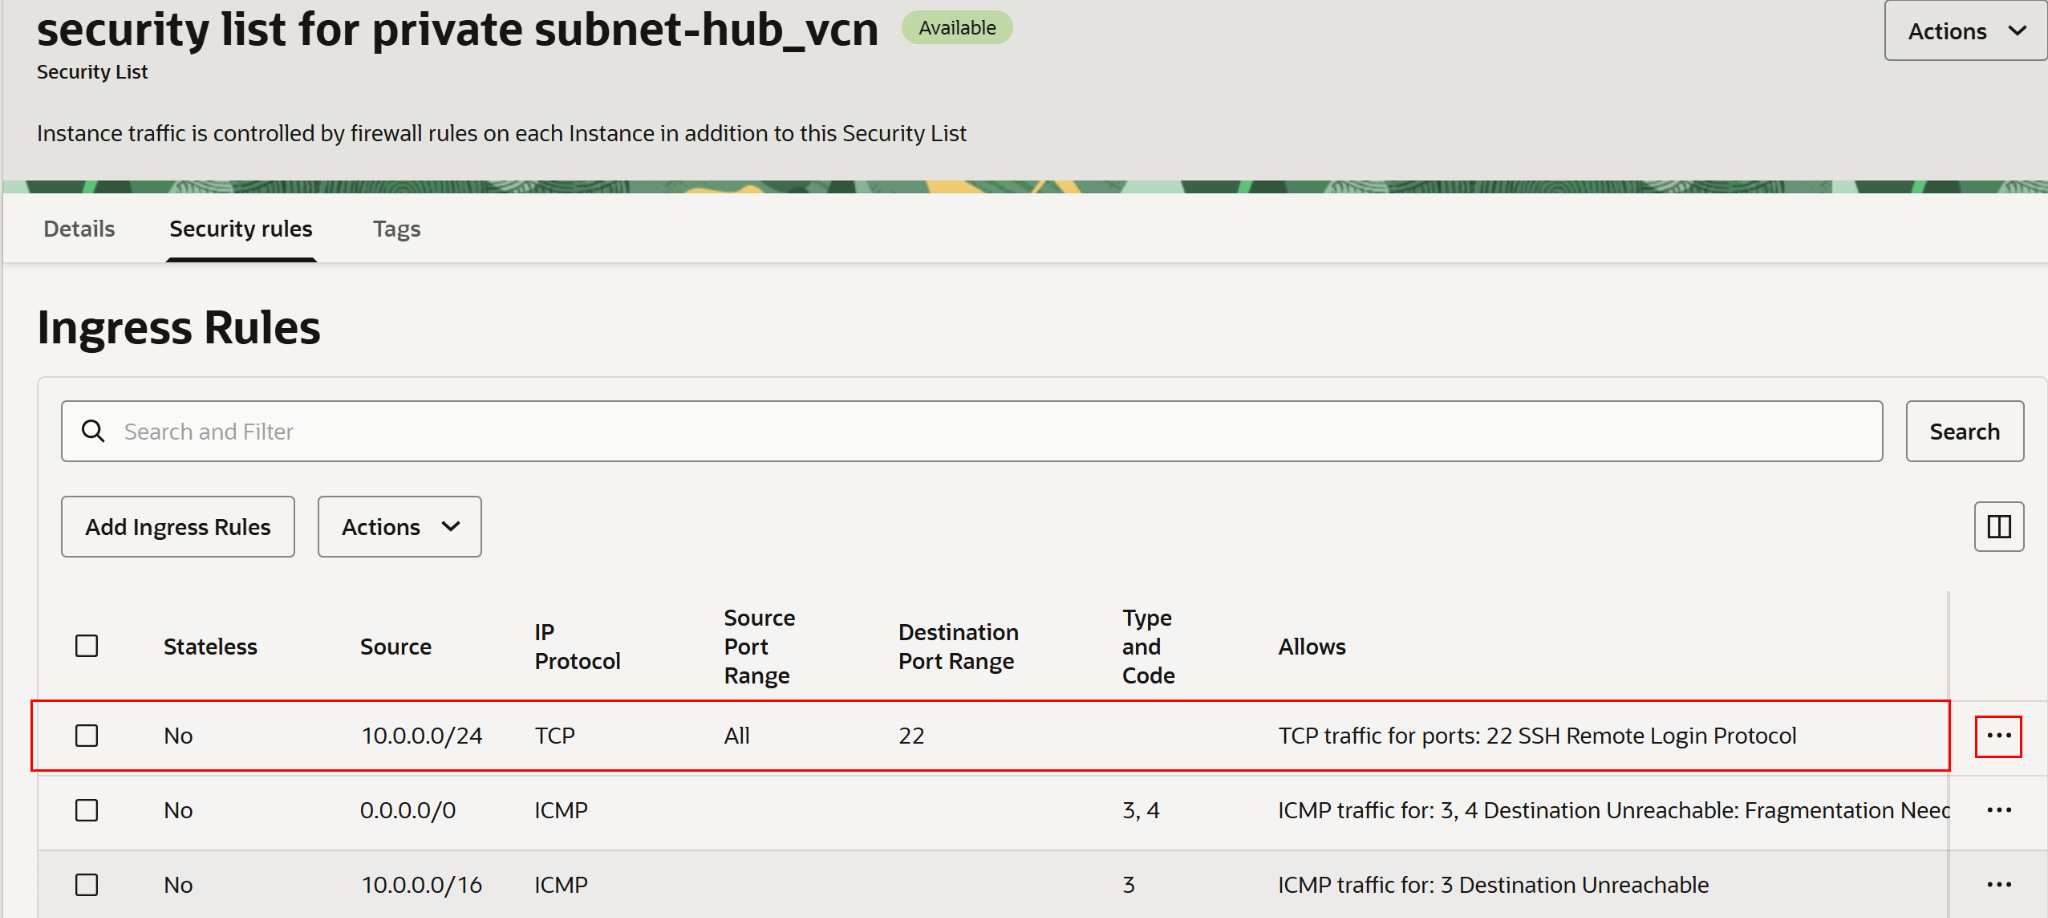 security list for private subnet-hub_vcn Available
Actions
Security List
Instance traffic is controlled by firewall rules on each Instance in addition to this Security List
Details Security rules Tags
Ingress Rules
Search and Filter
Search
Add Ingress Rules Actions
Stateless Source IP Protocol Source Port Range Destination Port Range Type and Code Allows
No 10.0.0.0/24 TCP All 22 TCP traffic for ports: 22 SSH Remote Login Protocol
No 0.0.0.0/0 ICMP 3, 4 ICMP traffic for: 3, 4 Destination Unreachable: Fragmentation Need
No 10.0.0.0/16 ICMP 3 ICMP traffic for: 3 Destination Unreachable